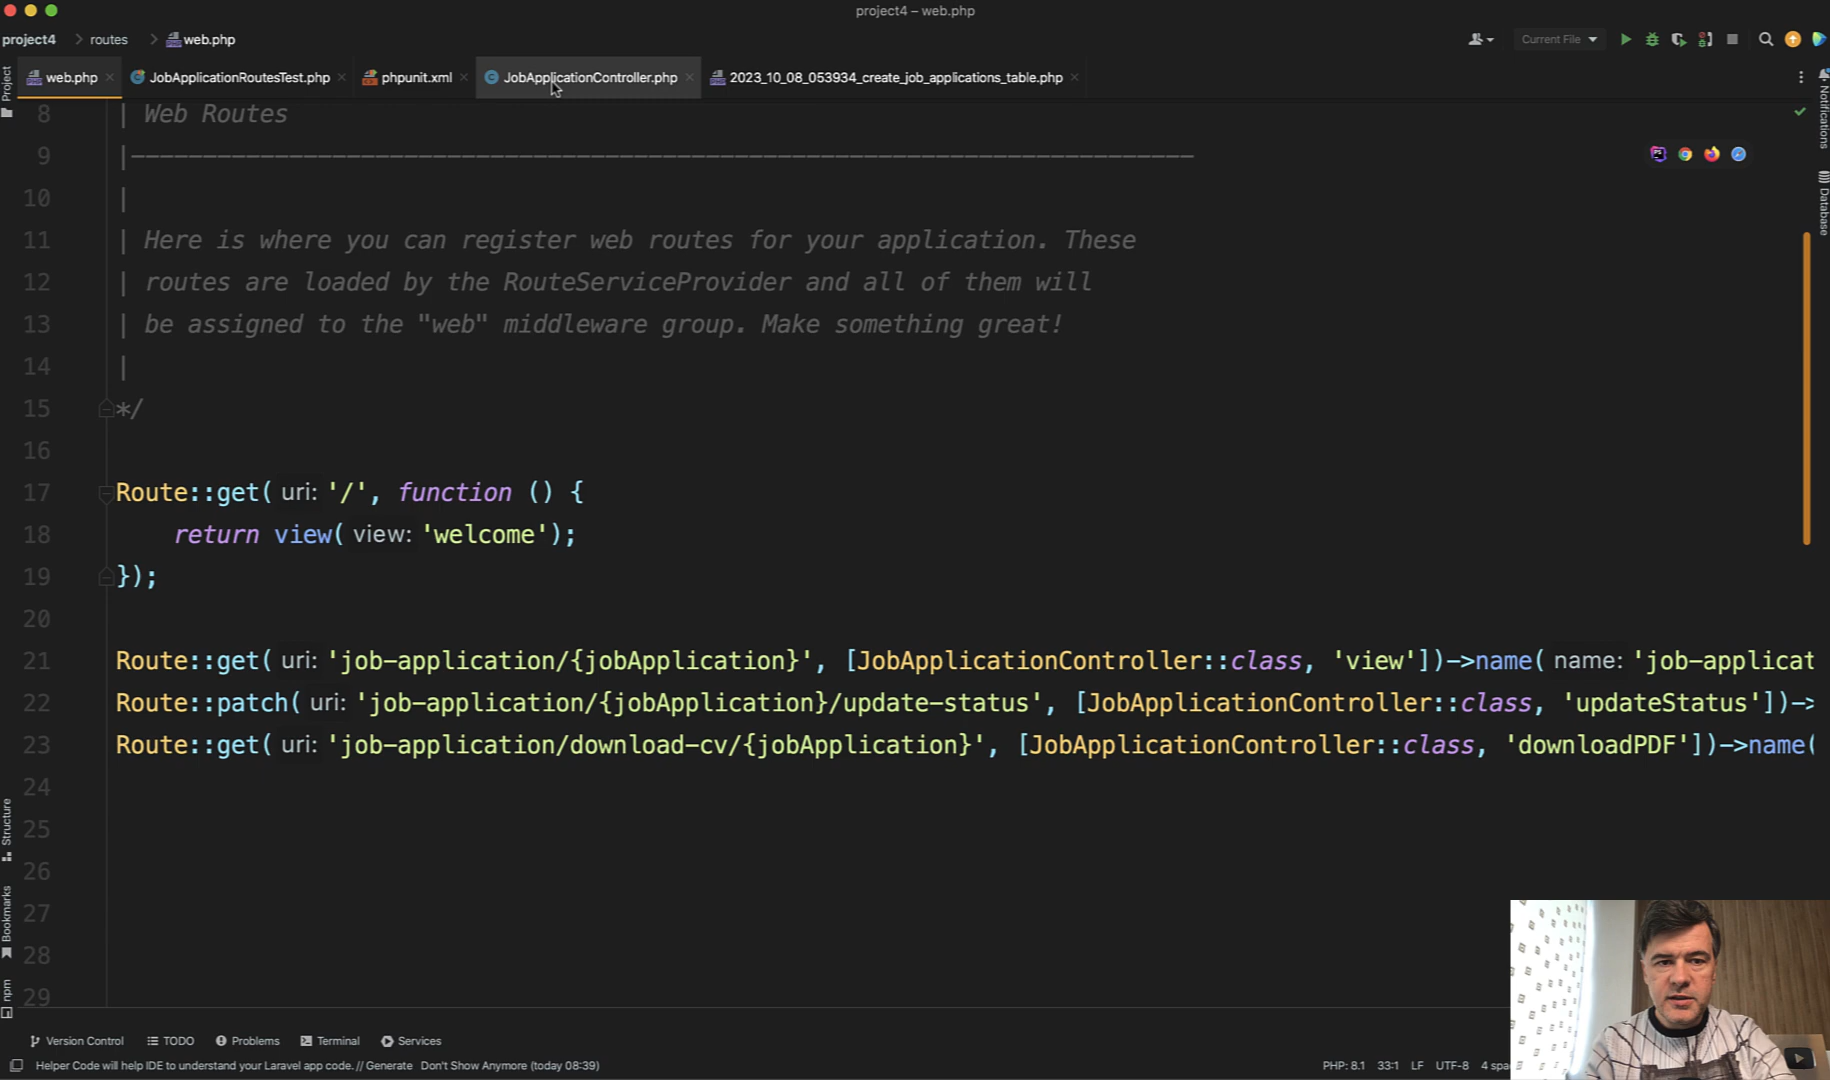 project4 – web.php
project4 > routes > web.php
Current File
web.php
JobApplicationRoutesTest.php
phpunit.xml
JobApplicationController.php
2023_10_08_053934_create_job_applications_table.php
Project
Notifications
Database
8 | Web Routes
9 |--------------------------------------------------------------------------
10 |
11 | Here is where you can register web routes for your application. These
12 | routes are loaded by the RouteServiceProvider and all of them will
13 | be assigned to the "web" middleware group. Make something great!
14 |
15 */
16
17 Route::get( uri: '/', function () {
18 return view( view: 'welcome');
19 });
20
21 Route::get( uri: 'job-application/{jobApplication}', [JobApplicationController::class, 'view'])->name( name: 'job-applicat
22 Route::patch( uri: 'job-application/{jobApplication}/update-status', [JobApplicationController::class, 'updateStatus'])->
23 Route::get( uri: 'job-application/download-cv/{jobApplication}', [JobApplicationController::class, 'downloadPDF'])->name(
24
25
26
27
28
29
Structure
Bookmarks
npm
Version Control
TODO
Problems
Terminal
Services
Helper Code will help IDE to understand your Laravel app code. // Generate Don't Show Anymore (today 08:39)
PHP: 8.1 33:1 LF UTF-8 4 spa